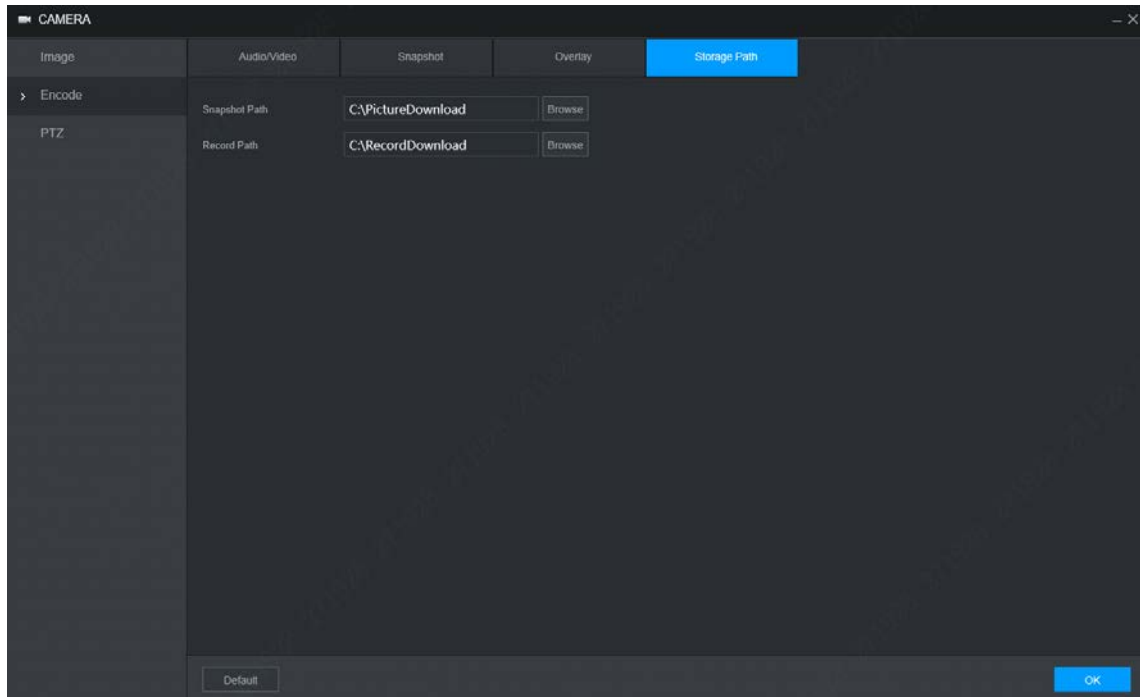 CAMERA
Image
Encode
PTZ
Audio/Video
Snapshot
Overlay
Storage Path
Snapshot Path
C:\PictureDownload
Browse
Record Path
C:\RecordDownload
Browse
Default
OK